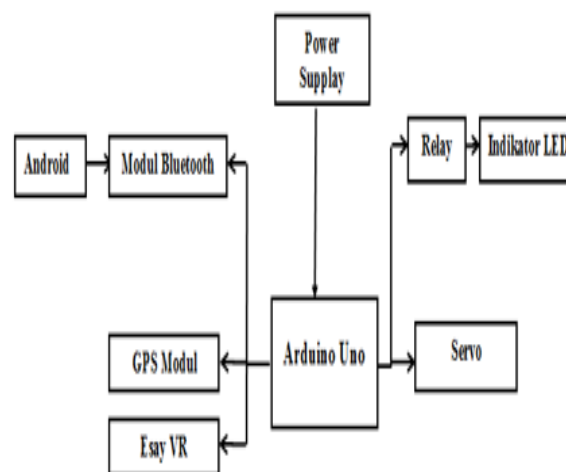 Power
Supplay
Android
Modul Bluetooth
Relay
Indikator LED
GPS Modul
Arduino Uno
Servo
Esay VR